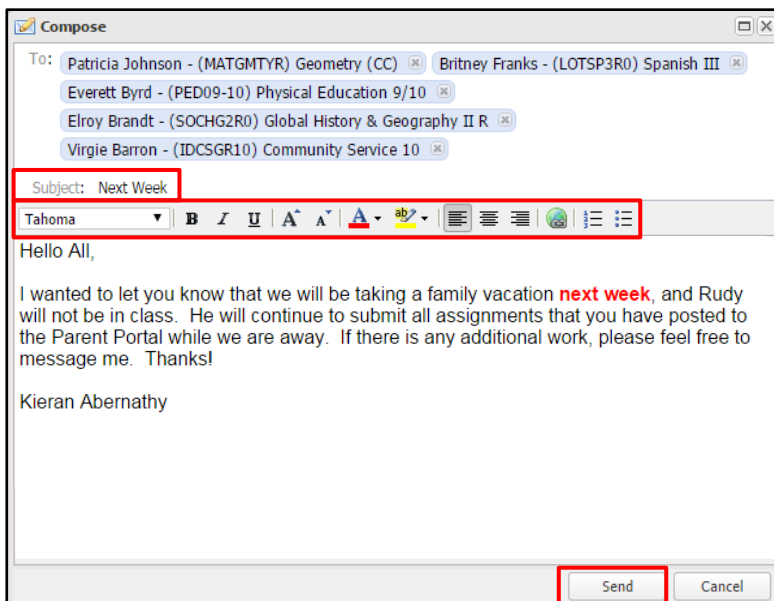 Compose
To: Patricia Johnson - (MATGMTYR) Geometry (CC) Britney Franks - (LOTSP3R0) Spanish III
Everett Byrd - (PED09-10) Physical Education 9/10
Elroy Brandt - (SOCHG2R0) Global History & Geography II R
Virgie Barron - (IDCSGR10) Community Service 10
Subject: Next Week
Tahoma B I U A A A ab
Hello All,
I wanted to let you know that we will be taking a family vacation next week, and Rudy
will not be in class. He will continue to submit all assignments that you have posted to
the Parent Portal while we are away. If there is any additional work, please feel free to
message me. Thanks!
Kieran Abernathy
Send Cancel